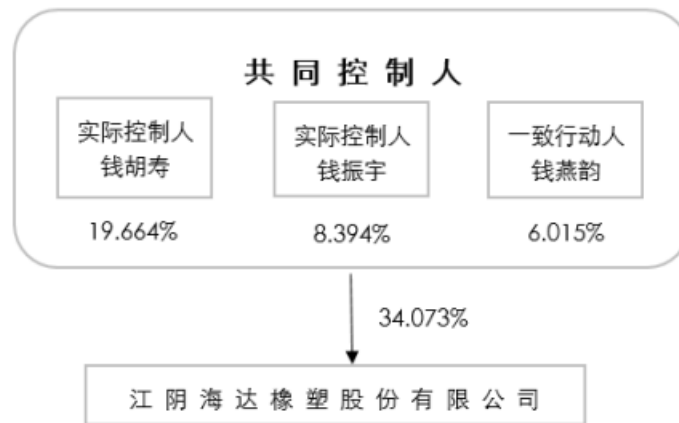 共同控制人
实际控制人
钱胡寿
实际控制人
钱振宇
一致行动人
钱燕韵
19.664%
8.394%
6.015%
34.073%
江阴海达橡塑股份有限公司